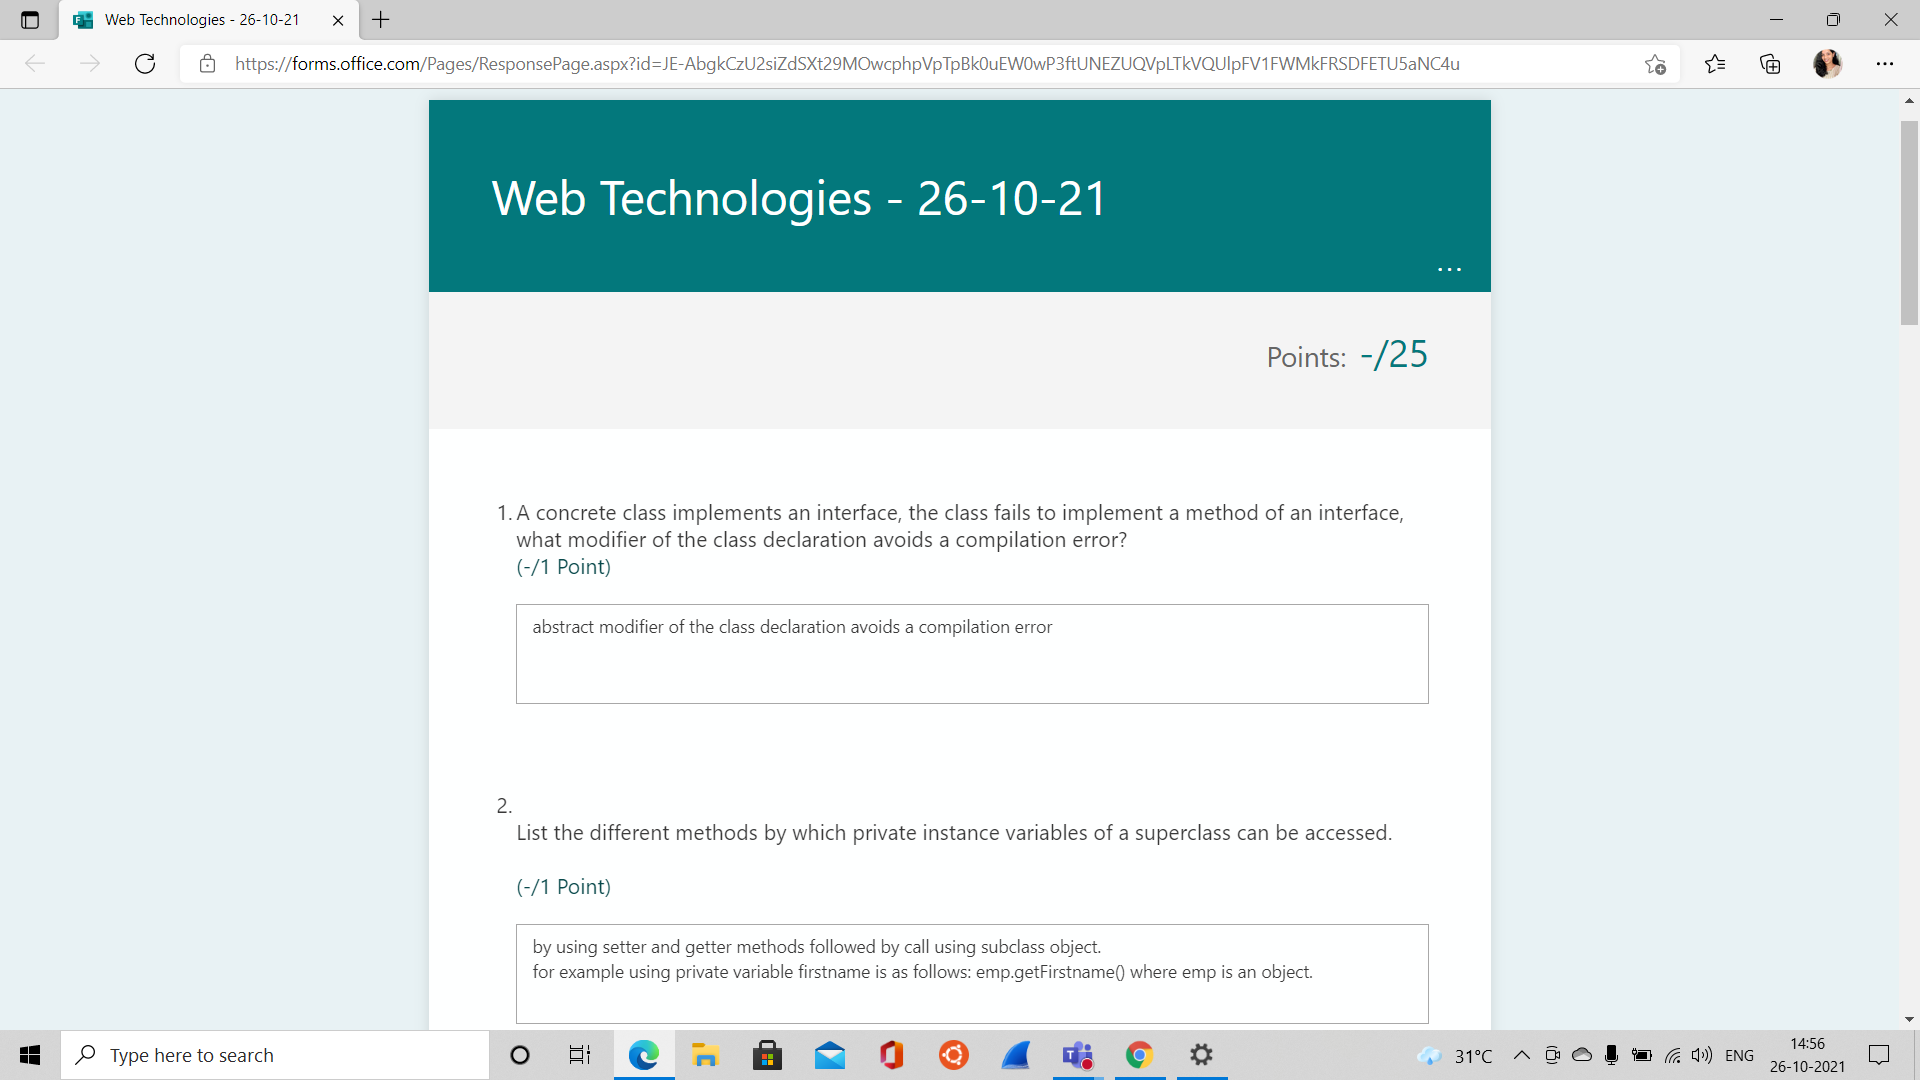 Web Technologies - 26-10-21
https://forms.office.com/Pages/ResponsePage.aspx?id=JE-AbgkCzU2siZdSXt29MOwcphpVpTpBk0uEW0wP3ftUNEZUQVpLTkVQUlpFV1FWMkFRSDFETU5aNC4u
Web Technologies - 26-10-21
...
Points: -/25
1. A concrete class implements an interface, the class fails to implement a method of an interface,
what modifier of the class declaration avoids a compilation error?
(-/1 Point)
abstract modifier of the class declaration avoids a compilation error
2.
List the different methods by which private instance variables of a superclass can be accessed.
(-/1 Point)
by using setter and getter methods followed by call using subclass object.
for example using private variable firstname is as follows: emp.getFirstname() where emp is an object.
Type here to search
31°C
ENG
14:56
26-10-2021